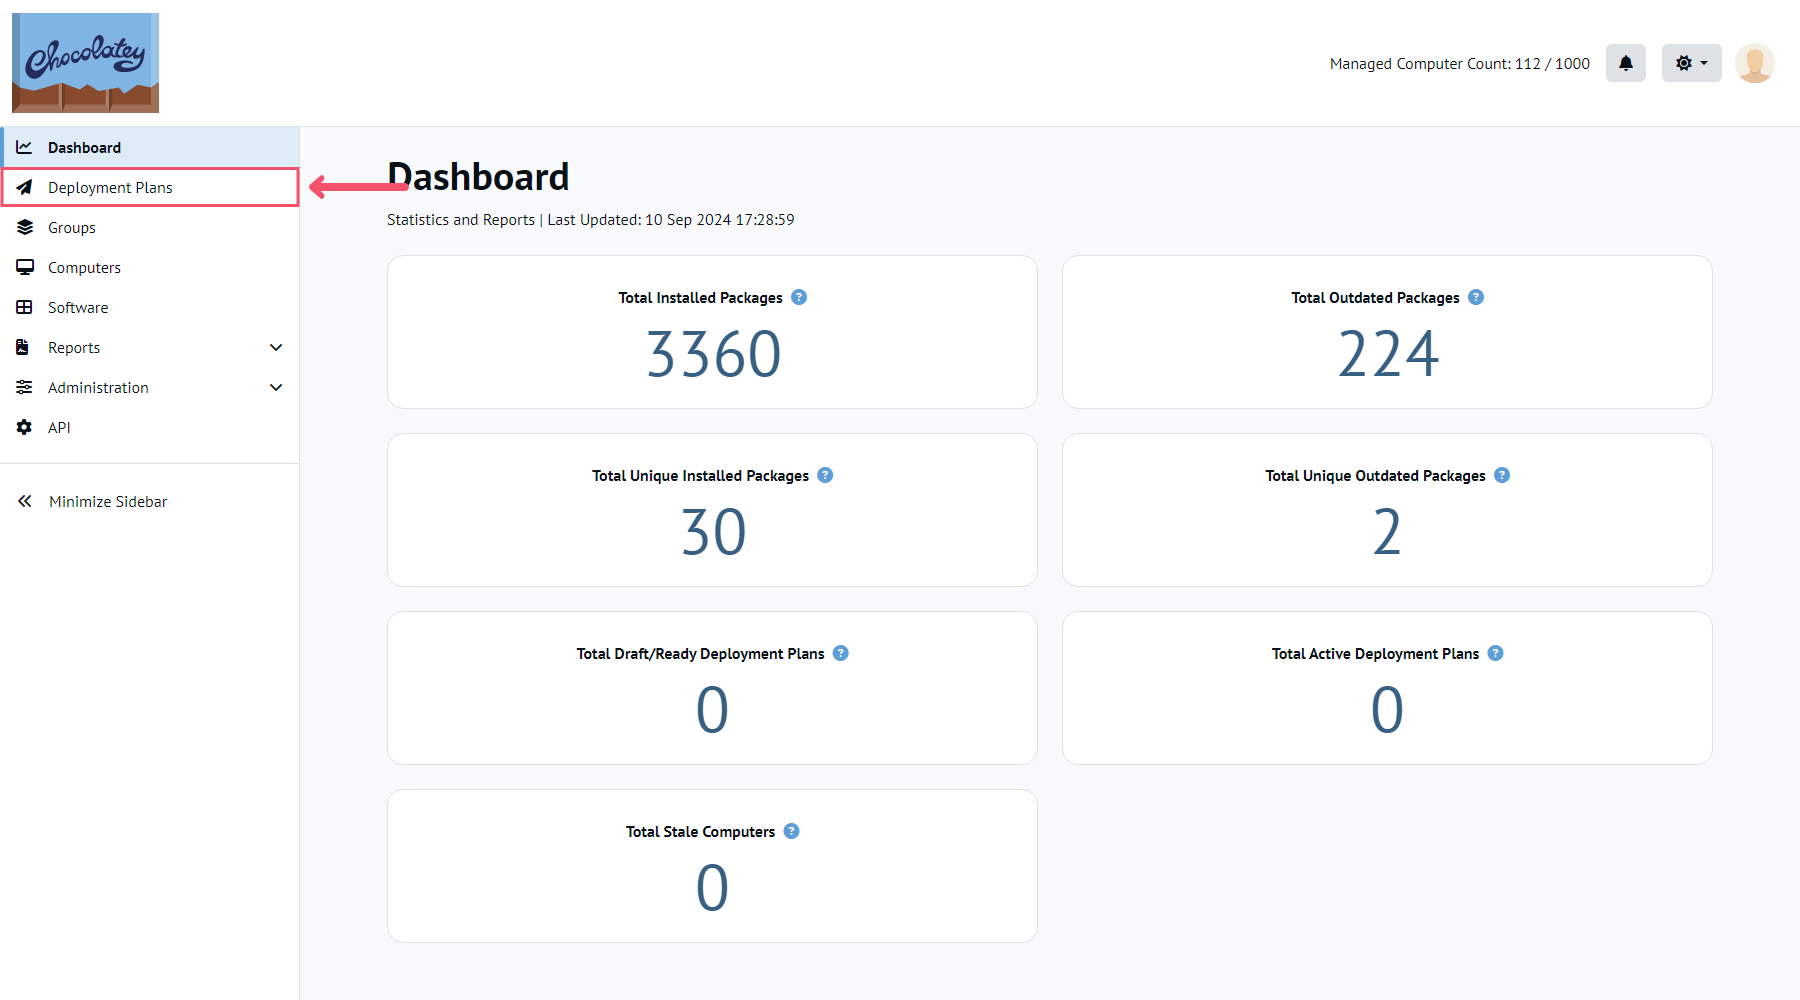 Chocolatey
Managed Computer Count: 112 / 1000
Dashboard
Deployment Plans
Groups
Computers
Software
Reports
Administration
API
Minimize Sidebar
Dashboard
Statistics and Reports | Last Updated: 10 Sep 2024 17:28:59
Total Installed Packages ?
3360
Total Outdated Packages ?
224
Total Unique Installed Packages ?
30
Total Unique Outdated Packages ?
2
Total Draft/Ready Deployment Plans ?
0
Total Active Deployment Plans ?
0
Total Stale Computers ?
0